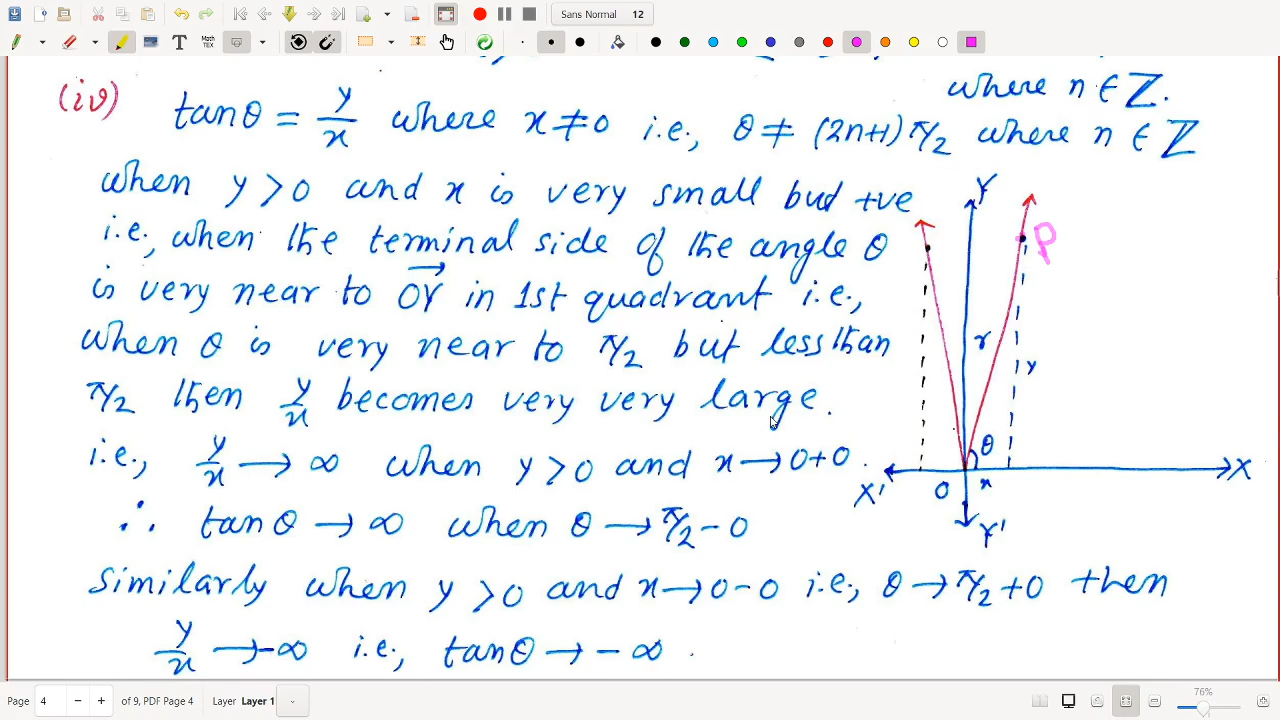 Sans Normal 12
where n ∈ ℤ.
(iv) tanθ = y/x where x ≠ 0 i.e., θ ≠ (2n+1)π/2 where n ∈ ℤ
when y > 0 and x is very small but +ve
i.e., when the terminal side of the angle θ
is very near to OY→ in 1st quadrant i.e.,
when θ is very near to π/2 but less than
π/2 then y/x becomes very very large.
i.e., y/x → ∞ when y > 0 and x → 0+0.
∴ tanθ → ∞ when θ → π/2 - 0
Similarly when y > 0 and x → 0-0 i.e., θ → π/2 + 0 then
y/x → -∞ i.e., tanθ → -∞.
Y
P
r
y
θ
X' O x X
Y'
Page 4 of 9, PDF Page 4 Layer Layer 1 76%